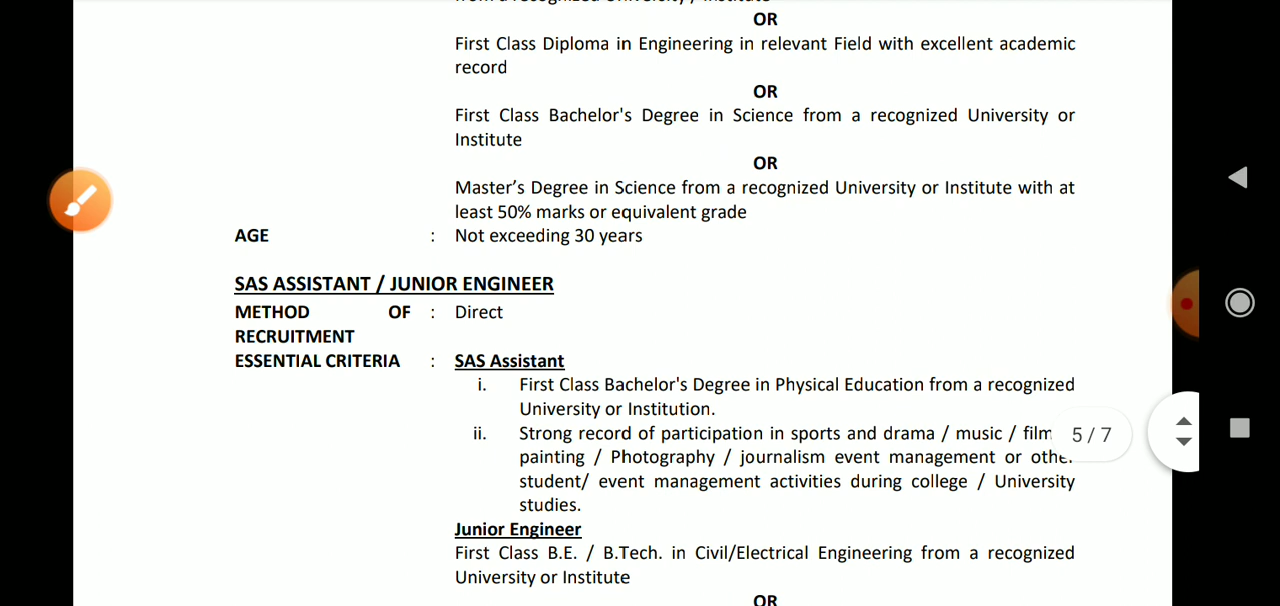 OR
First Class Diploma in Engineering in relevant Field with excellent academic
record
OR
First Class Bachelor's Degree in Science from a recognized University or
Institute
OR
Master’s Degree in Science from a recognized University or Institute with at
least 50% marks or equivalent grade
AGE : Not exceeding 30 years
SAS ASSISTANT / JUNIOR ENGINEER
METHOD OF : Direct
RECRUITMENT
ESSENTIAL CRITERIA : SAS Assistant
i. First Class Bachelor's Degree in Physical Education from a recognized
University or Institution.
ii. Strong record of participation in sports and drama / music / film
5 / 7
painting / Photography / journalism event management or other
student/ event management activities during college / University
studies.
Junior Engineer
First Class B.E. / B.Tech. in Civil/Electrical Engineering from a recognized
University or Institute
OR